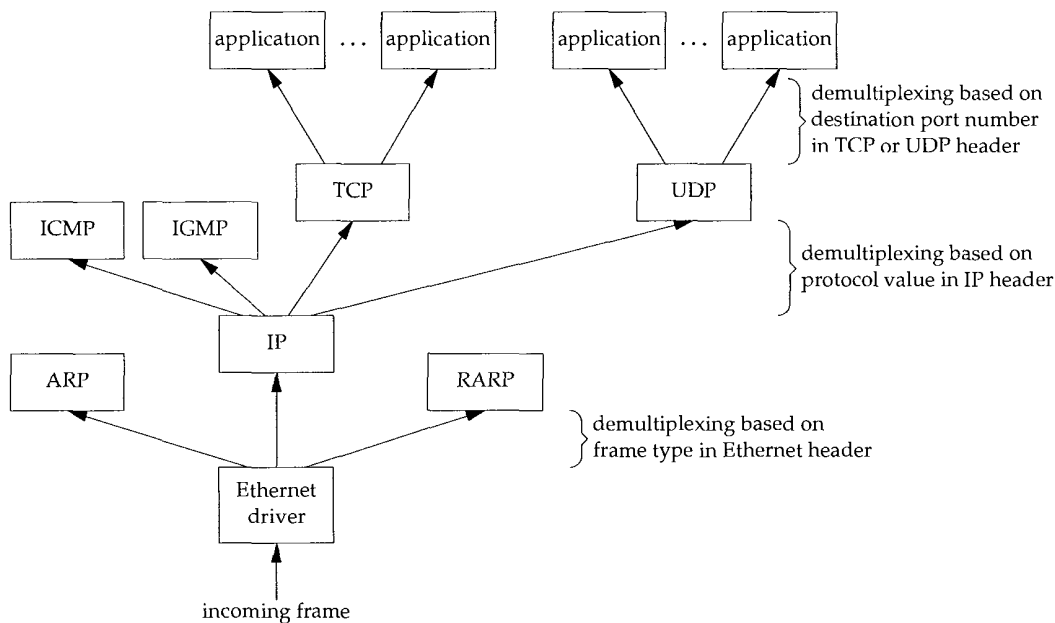 application ... application
application ... application
demultiplexing based on
destination port number
in TCP or UDP header
TCP
UDP
ICMP
IGMP
demultiplexing based on
protocol value in IP header
IP
ARP
RARP
demultiplexing based on
frame type in Ethernet header
Ethernet
driver
incoming frame